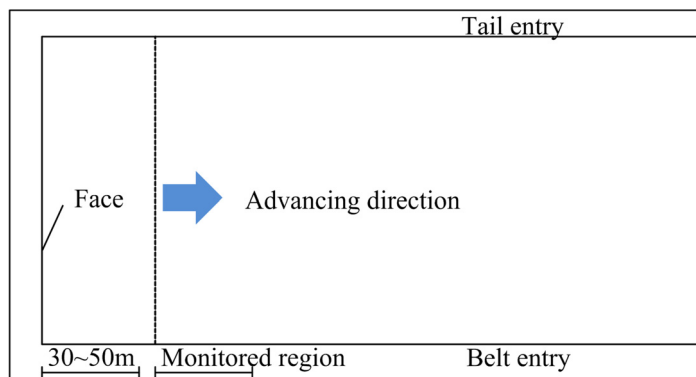 Tail entry
Face
Advancing direction
30~50m
Monitored region
Belt entry